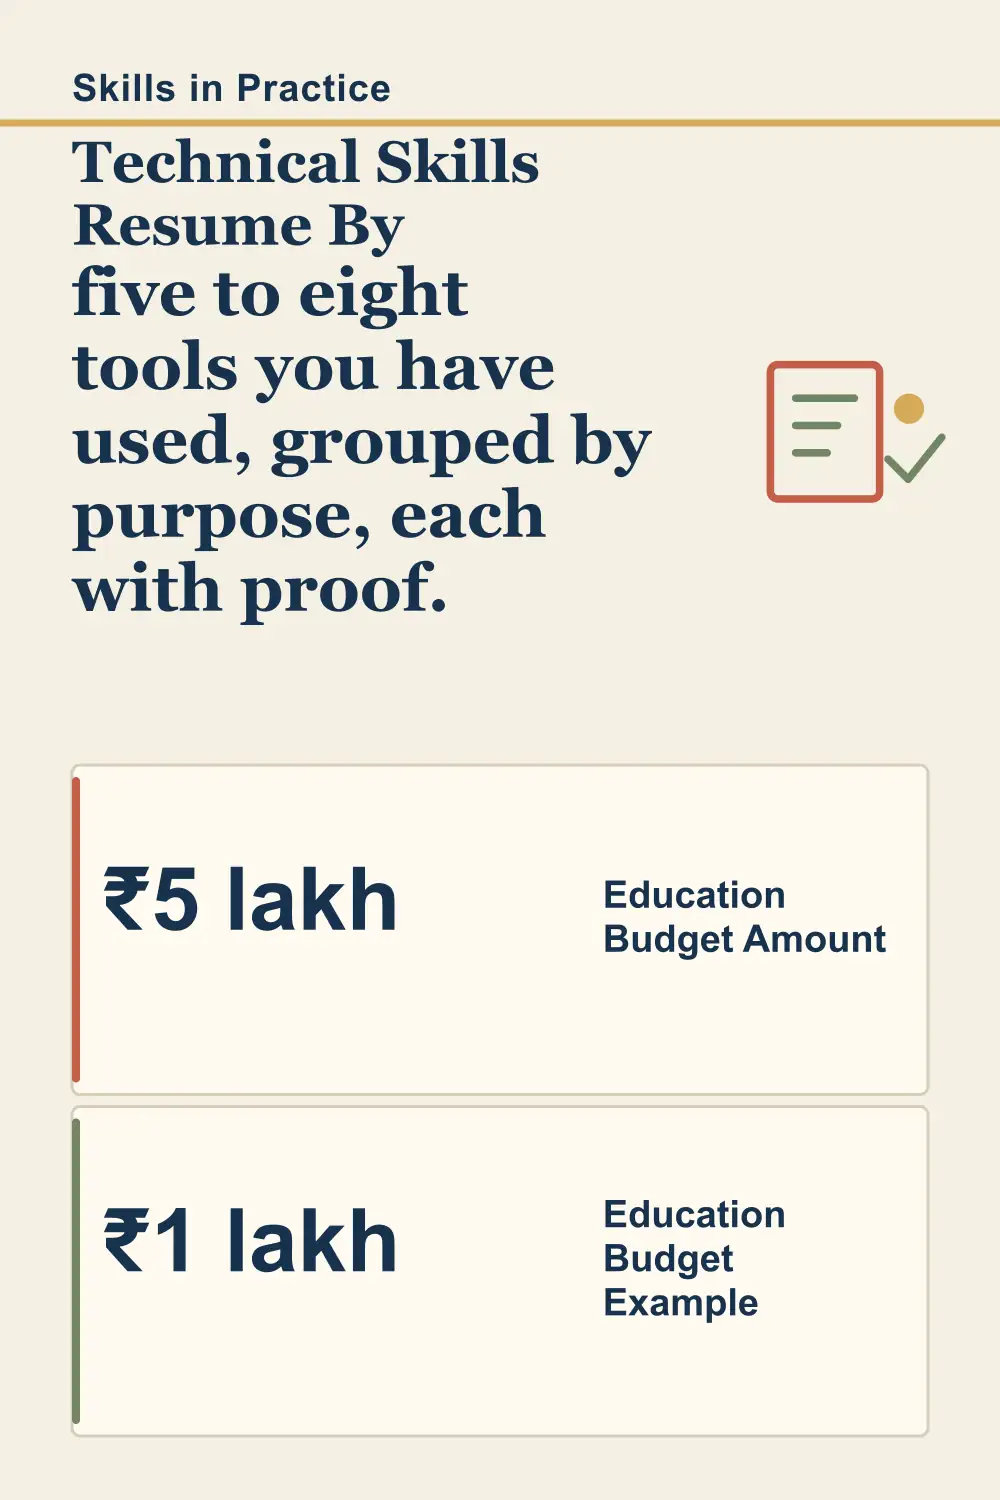 Skills in Practice
Technical Skills
Resume By
five to eight
tools you have
used, grouped by
purpose, each
with proof.
₹5 lakh
Education
Budget Amount
₹1 lakh
Education
Budget
Example